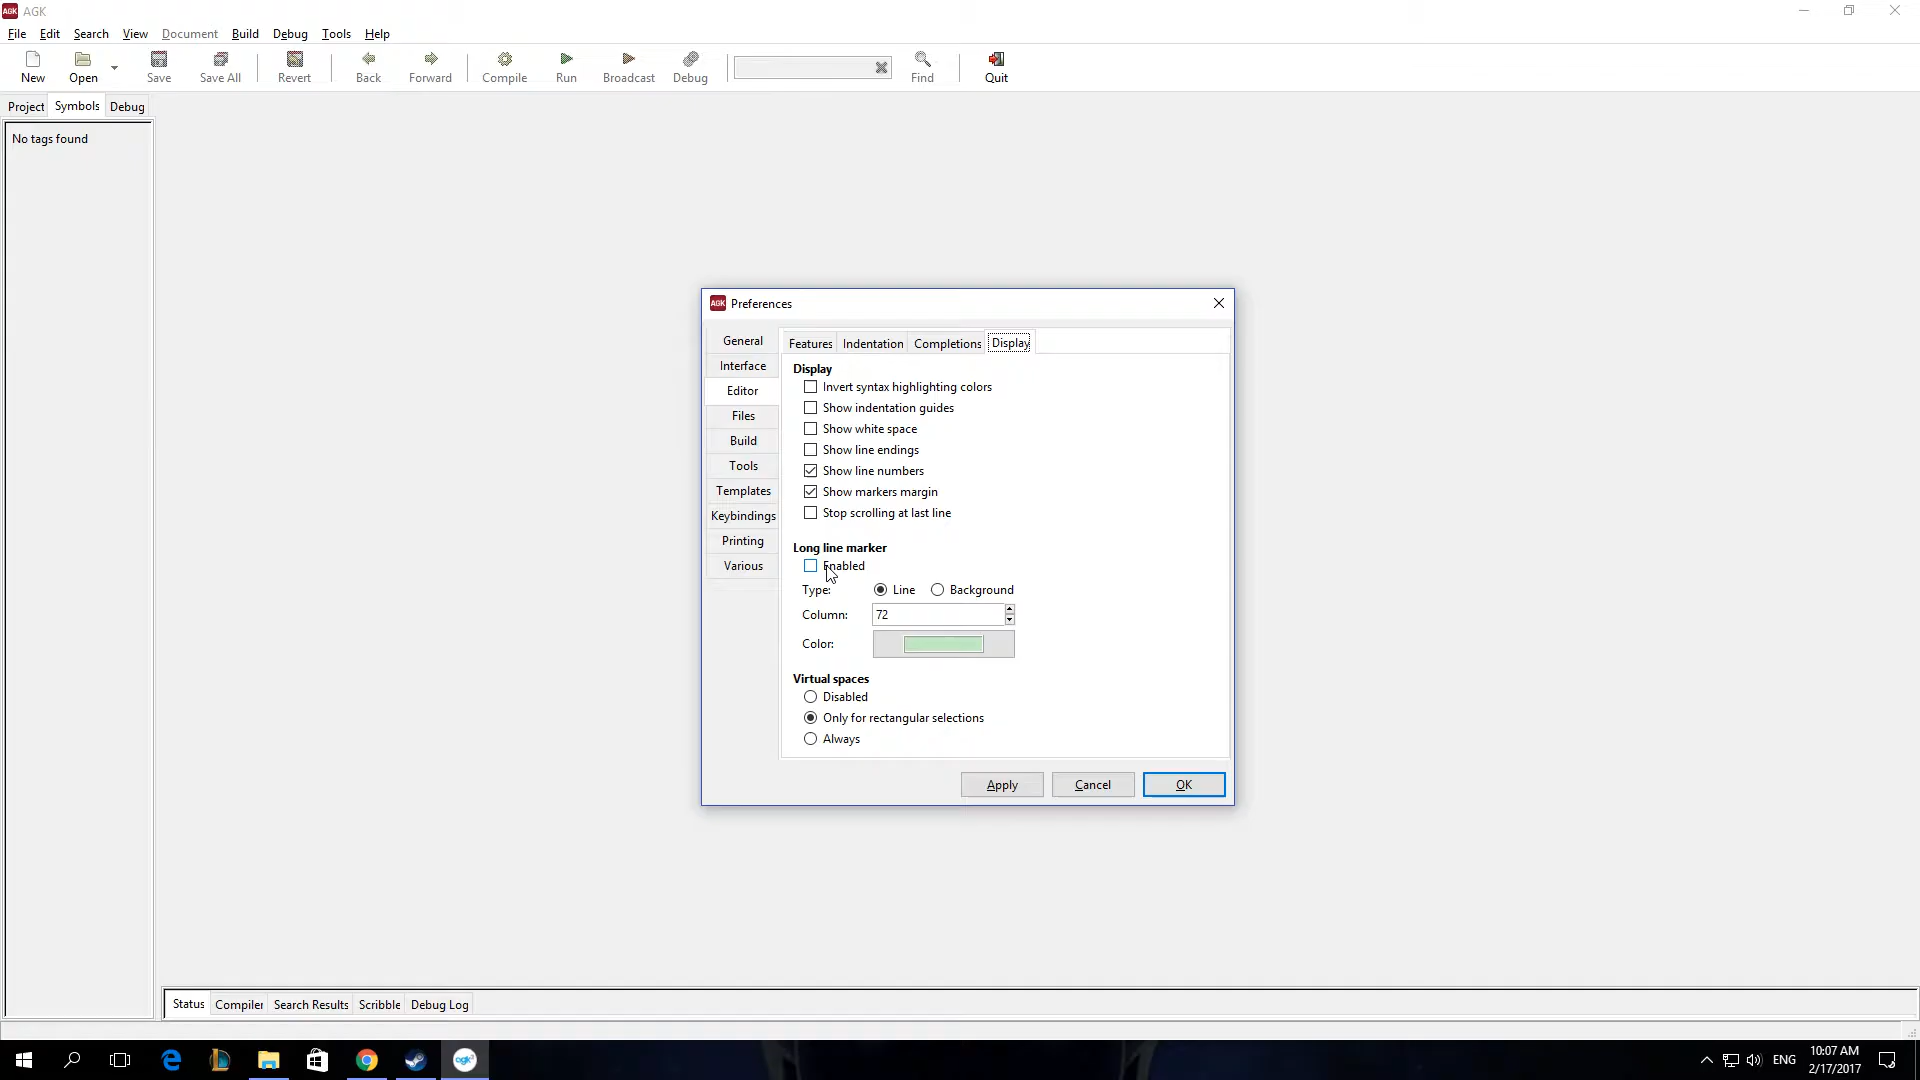 AGK AGK
File Edit Search View Document Build Debug Tools Help
New Open Save Save All Revert Back Forward Compile Run Broadcast Debug Find Quit
Project Symbols Debug
No tags found
AGK Preferences
General
Interface
Editor
Files
Build
Tools
Templates
Keybindings
Printing
Various
Features Indentation Completions Display
Display
Invert syntax highlighting colors
Show indentation guides
Show white space
Show line endings
Show line numbers
Show markers margin
Stop scrolling at last line
Long line marker
Enabled
Type: Line Background
Column: 72
Color:
Virtual spaces
Disabled
Only for rectangular selections
Always
Apply Cancel OK
Status Compiler Search Results Scribble Debug Log
ENG
10:07 AM
2/17/2017